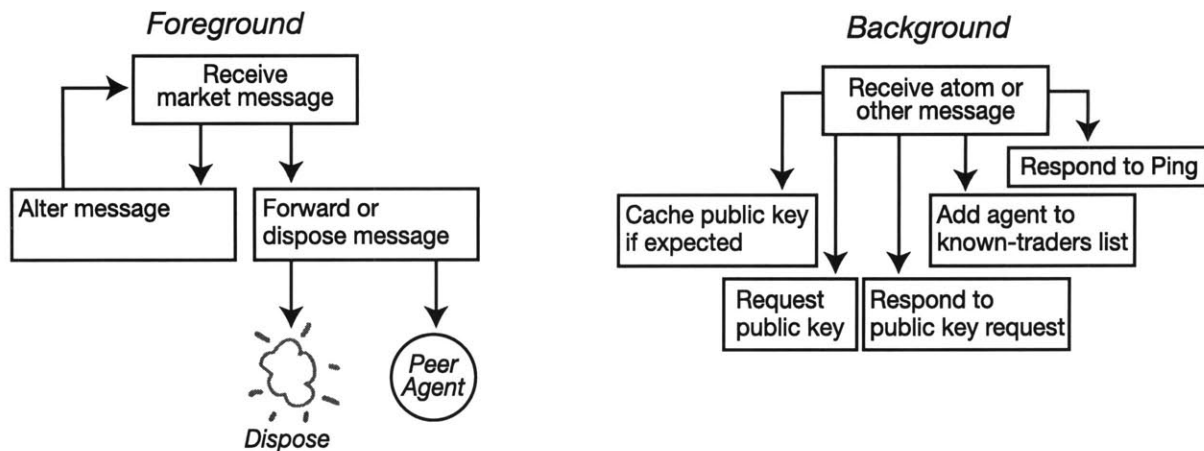 Foreground
Receive
market message
Alter message
Forward or
dispose message
Dispose
Peer
Agent
Background
Receive atom or
other message
Respond to Ping
Cache public key
if expected
Add agent to
known-traders list
Request
public key
Respond to
public key request